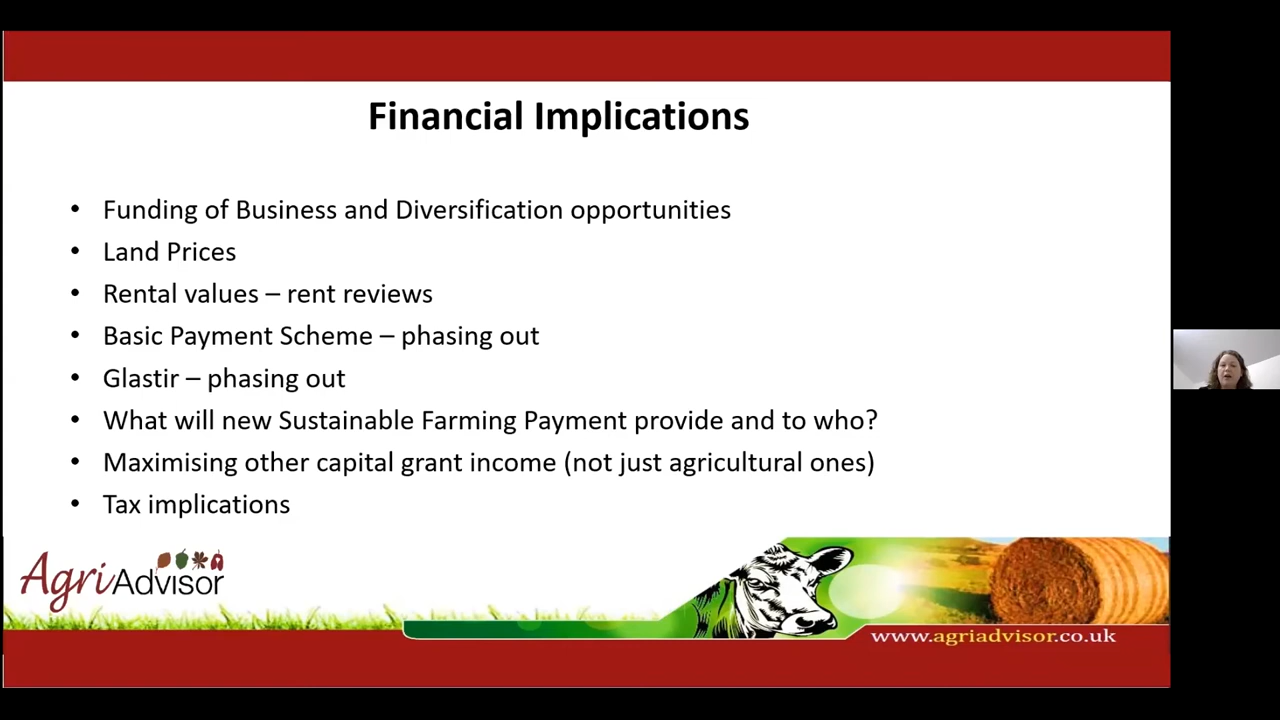 Financial Implications
• Funding of Business and Diversification opportunities
• Land Prices
• Rental values – rent reviews
• Basic Payment Scheme – phasing out
• Glastir – phasing out
• What will new Sustainable Farming Payment provide and to who?
• Maximising other capital grant income (not just agricultural ones)
• Tax implications
AgriAdvisor
www.agriadvisor.co.uk